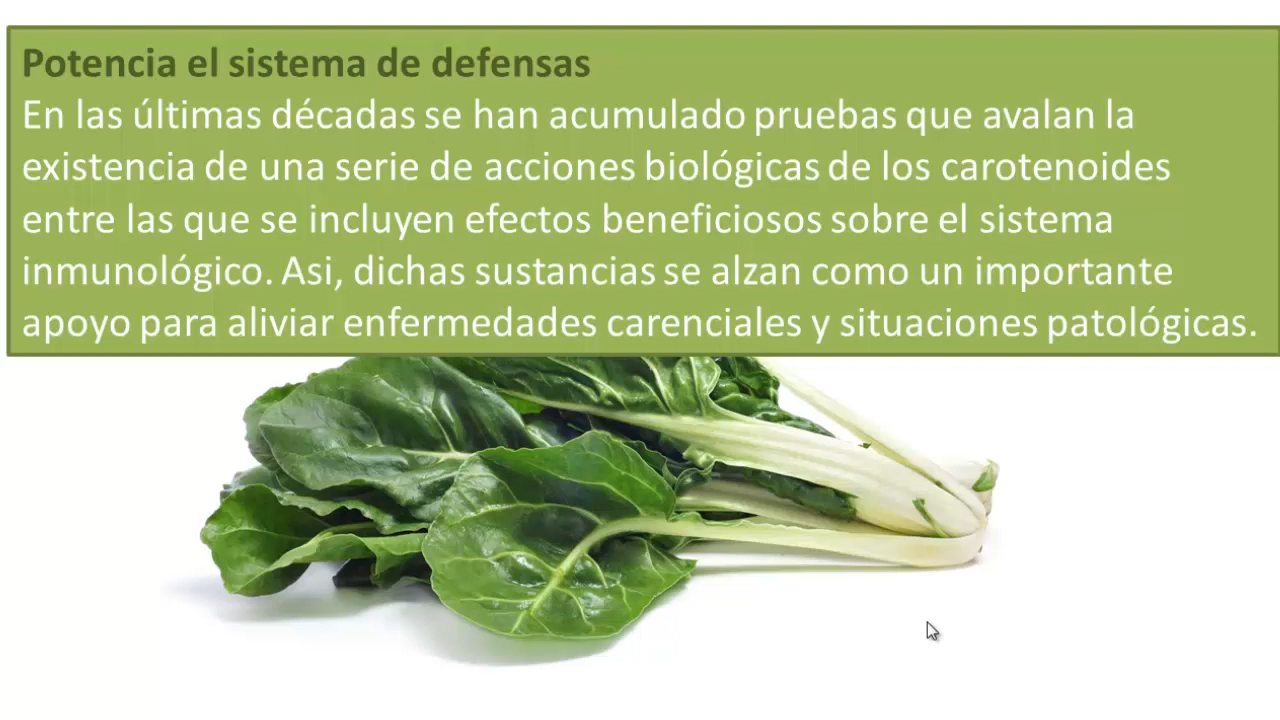 Potencia el sistema de defensas
En las últimas décadas se han acumulado pruebas que avalan la
existencia de una serie de acciones biológicas de los carotenoides
entre las que se incluyen efectos beneficiosos sobre el sistema
inmunológico. Asi, dichas sustancias se alzan como un importante
apoyo para aliviar enfermedades carenciales y situaciones patológicas.